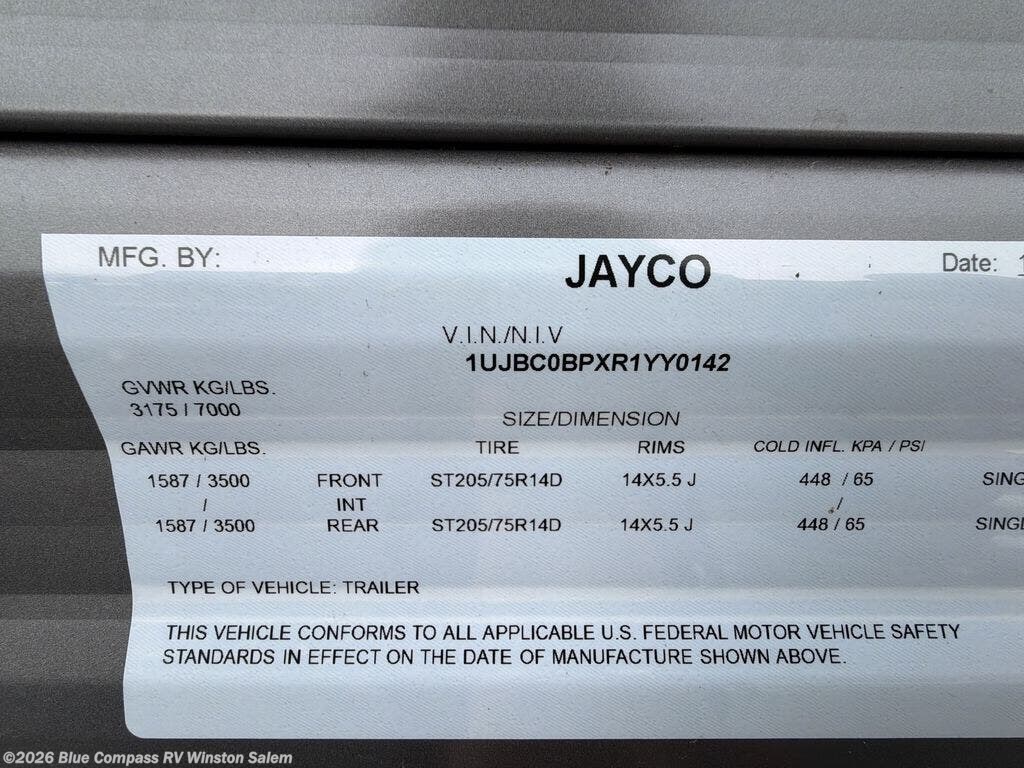 MFG. BY: JAYCO Date:
V.I.N./N.I.V
1UJBC0BPXR1YY0142
GVWR KG/LBS.
3175 / 7000
SIZE/DIMENSION
GAWR KG/LBS. TIRE RIMS COLD INFL. KPA / PSI
1587 / 3500 FRONT ST205/75R14D 14X5.5 J 448 / 65
/ INT /
1587 / 3500 REAR ST205/75R14D 14X5.5 J 448 / 65
TYPE OF VEHICLE: TRAILER
THIS VEHICLE CONFORMS TO ALL APPLICABLE U.S. FEDERAL MOTOR VEHICLE SAFETY
STANDARDS IN EFFECT ON THE DATE OF MANUFACTURE SHOWN ABOVE.
©2026 Blue Compass RV Winston Salem